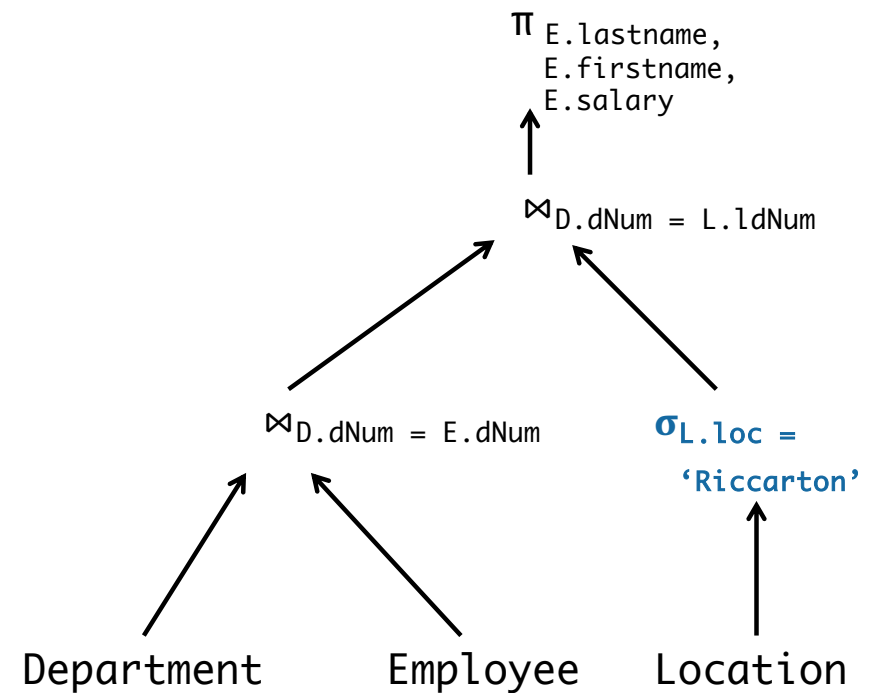 π E.lastname,
E.firstname,
E.salary
⋈D.dNum = L.ldNum
⋈D.dNum = E.dNum
σL.loc =
‘Riccarton’
Department
Employee
Location